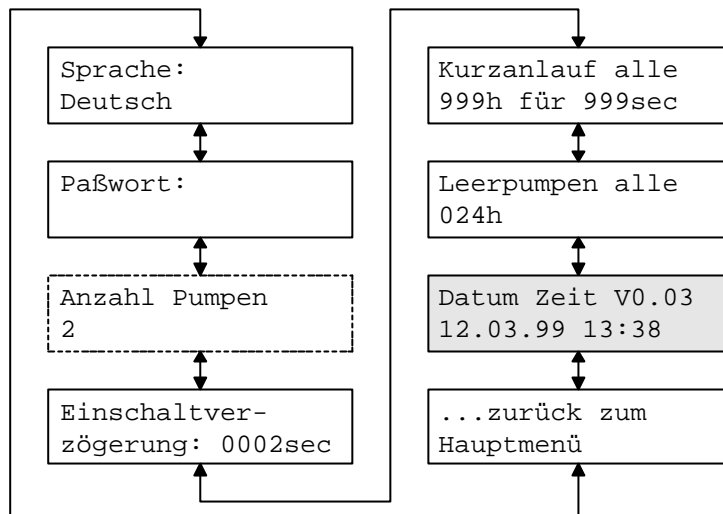 Sprache:
Deutsch
Paßwort:
Anzahl Pumpen
2
Einschaltver-
zögerung: 0002sec
Kurzanlauf alle
999h für 999sec
Leerpumpen alle
024h
Datum Zeit V0.03
12.03.99 13:38
...zurück zum
Hauptmenü